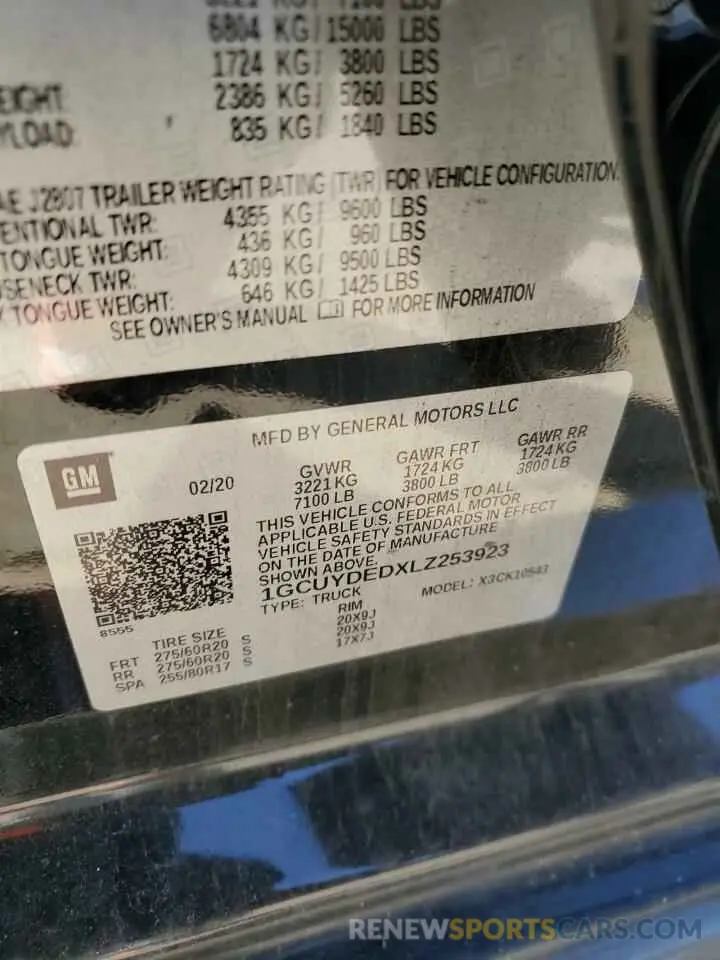 6804 KG/ 15000 LBS
1724 KG/ 3800 LBS
2386 KG/ 5260 LBS
835 KG/ 1840 LBS
J2807 TRAILER WEIGHT RATING (TWR) FOR VEHICLE CONFIGURATION.
TWR: 4355 KG/ 9600 LBS
TONGUE WEIGHT: 436 KG/ 960 LBS
TWR: 4309 KG/ 9500 LBS
TONGUE WEIGHT: 646 KG/ 1425 LBS
SEE OWNER'S MANUAL FOR MORE INFORMATION
MFD BY GENERAL MOTORS LLC
GM
02/20
GVWR GAWR FRT GAWR RR
3221 KG 1724 KG 1724 KG
7100 LB 3800 LB 3800 LB
THIS VEHICLE CONFORMS TO ALL
APPLICABLE U.S. FEDERAL MOTOR
VEHICLE SAFETY STANDARDS IN EFFECT
ON THE DATE OF MANUFACTURE
SHOWN ABOVE.
1GCUYDEDXLZ253923
TYPE: TRUCK MODEL: X3CK10543
8555
TIRE SIZE RIM
FRT 275/60R20 S 20X9J
RR 275/60R20 S 20X9J
SPA 255/80R17 S 17X7J
RENEWSPORTSCARS.COM